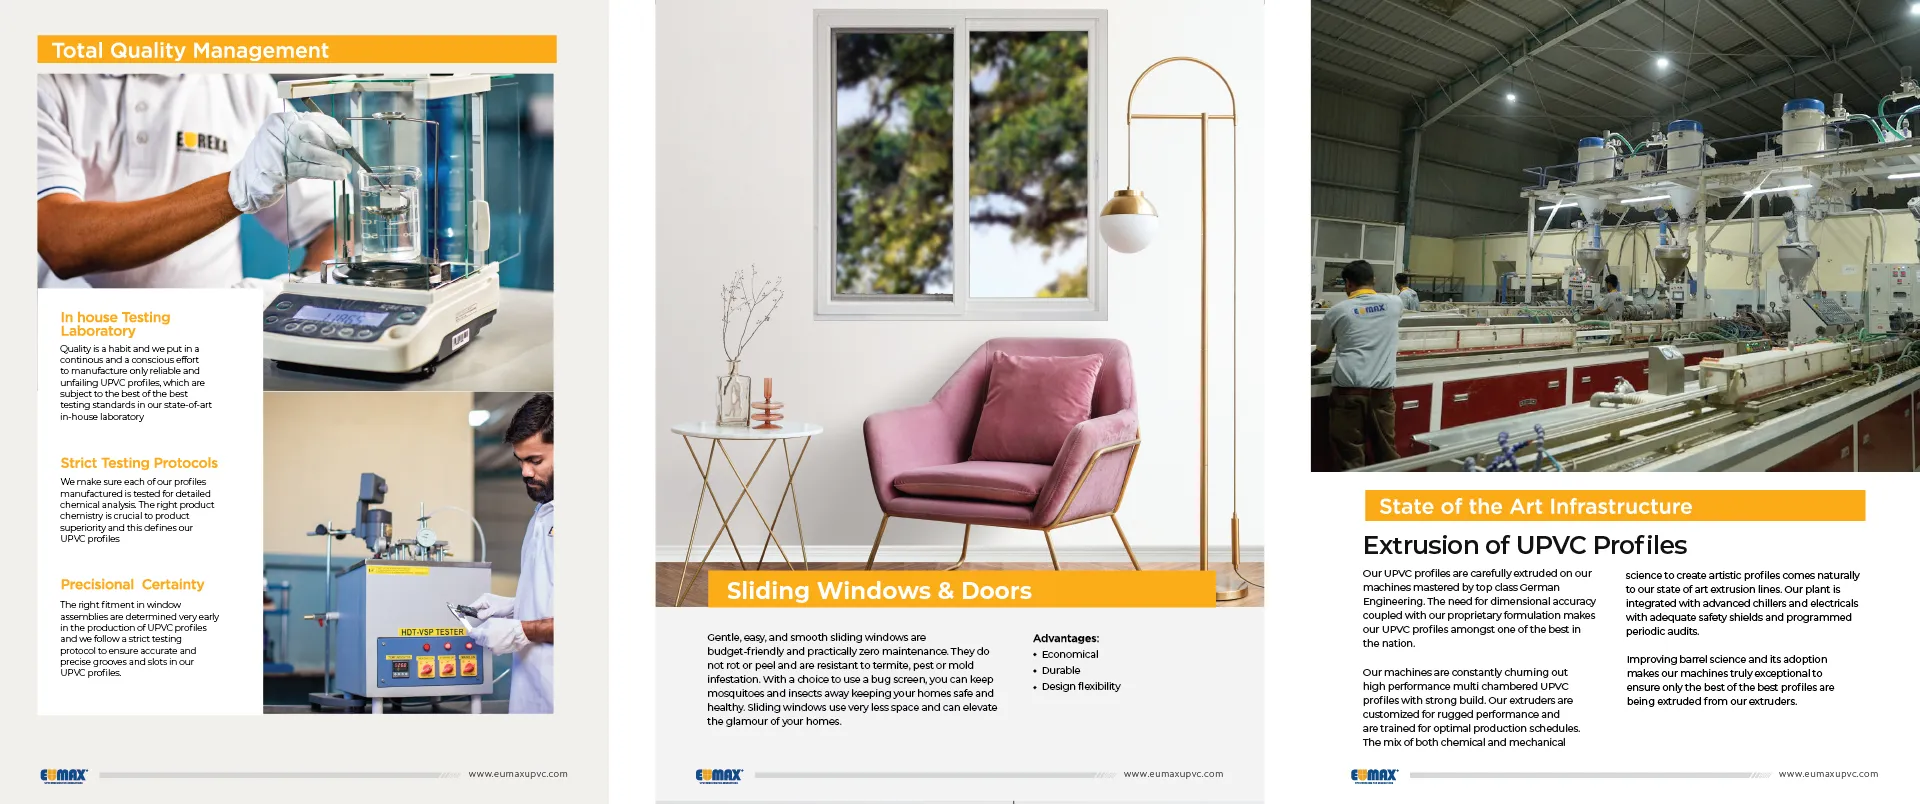 Total Quality Management
EUREKA
In house Testing
Laboratory
Quality is a habit and we put in a
continous and a conscious effort
to manufacture only reliable and
unfailing UPVC profiles, which are
subject to the best of the best
testing standards in our state-of-art
in-house laboratory
Strict Testing Protocols
We make sure each of our profiles
manufactured is tested for detailed
chemical analysis. The right product
chemistry is crucial to product
superiority and this defines our
UPVC profiles
Precisional Certainty
The right fitment in window
assemblies are determined very early
in the production of UPVC profiles
and we follow a strict testing
protocol to ensure accurate and
precise grooves and slots in our
UPVC profiles.
HDT-VSP TESTER
EUMAX
www.eumaxupvc.com
Sliding Windows & Doors
Gentle, easy, and smooth sliding windows are
budget-friendly and practically zero maintenance. They do
not rot or peel and are resistant to termite, pest or mold
infestation. With a choice to use a bug screen, you can keep
mosquitoes and insects away keeping your homes safe and
healthy. Sliding windows use very less space and can elevate
the glamour of your homes.
Advantages:
• Economical
• Durable
• Design flexibility
EUMAX
www.eumaxupvc.com
EUMAX
State of the Art Infrastructure
Extrusion of UPVC Profiles
Our UPVC profiles are carefully extruded on our
machines mastered by top class German
Engineering. The need for dimensional accuracy
coupled with our proprietary formulation makes
our UPVC profiles amongst one of the best in
the nation.
Our machines are constantly churning out
high performance multi chambered UPVC
profiles with strong build. Our extruders are
customized for rugged performance and
are trained for optimal production schedules.
The mix of both chemical and mechanical
science to create artistic profiles comes naturally
to our state of art extrusion lines. Our plant is
integrated with advanced chillers and electricals
with adequate safety shields and programmed
periodic audits.
Improving barrel science and its adoption
makes our machines truly exceptional to
ensure only the best of the best profiles are
being extruded from our extruders.
EUMAX
www.eumaxupvc.com